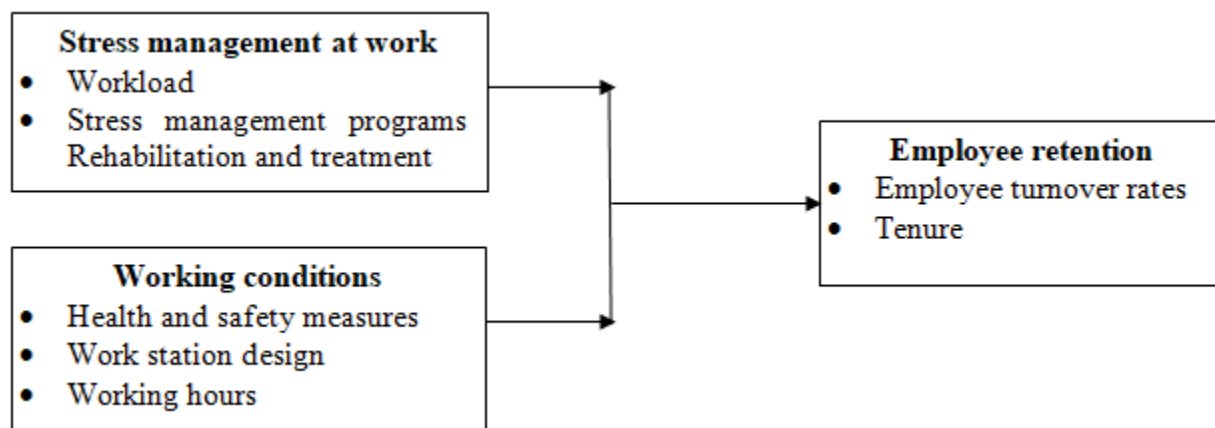 Stress management at work
• Workload
• Stress management programs
Rehabilitation and treatment
Working conditions
• Health and safety measures
• Work station design
• Working hours
Employee retention
• Employee turnover rates
• Tenure